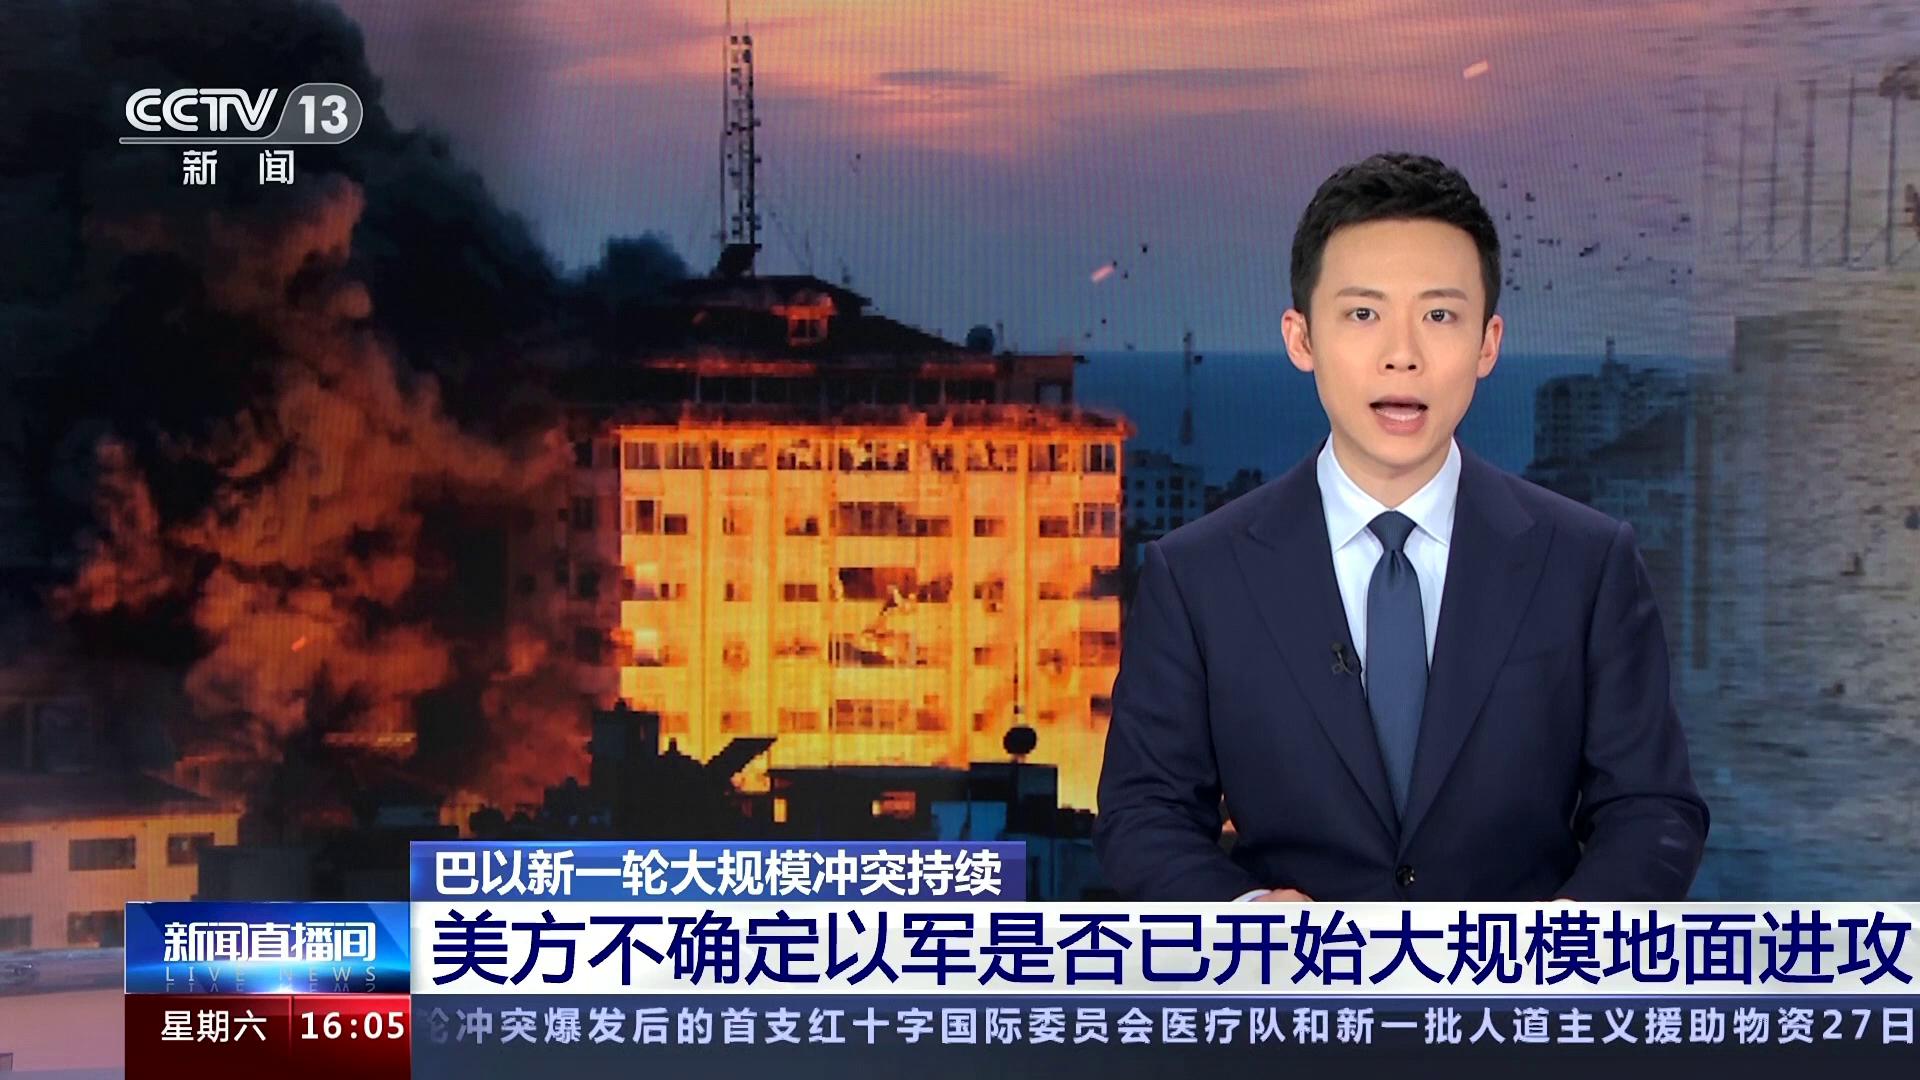 CCTV 13
新闻
巴以新一轮大规模冲突持续
美方不确定以军是否已开始大规模地面进攻
新闻直播间
LIVE NEWS
星期六 16:05
轮冲突爆发后的首支红十字国际委员会医疗队和新一批人道主义援助物资27日